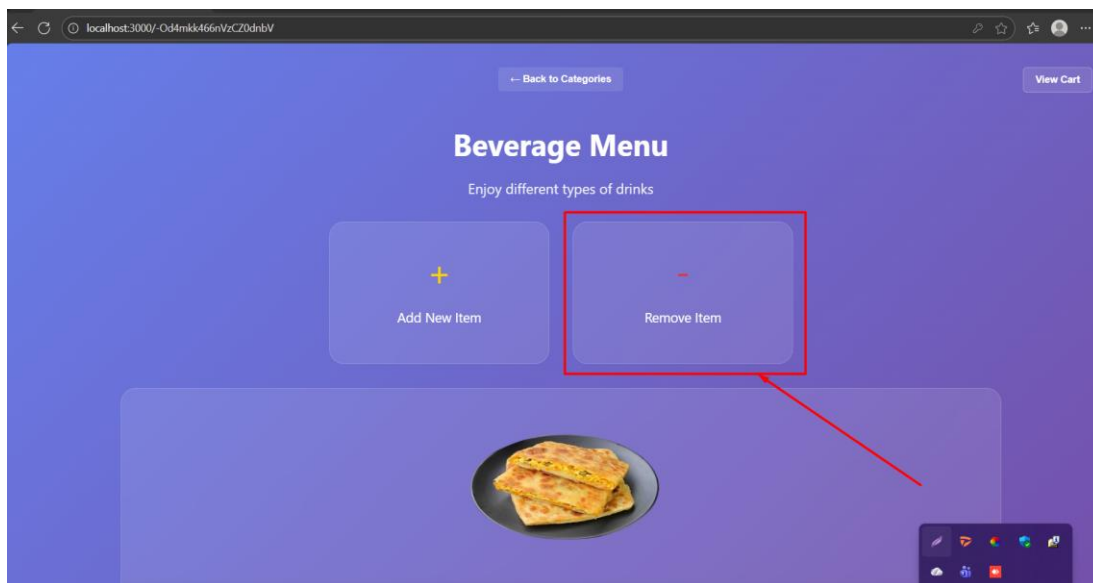 localhost:3000/-Od4mkk466nVzCZ0dnbV
← Back to Categories
View Cart
Beverage Menu
Enjoy different types of drinks
+
-
Add New Item
Remove Item